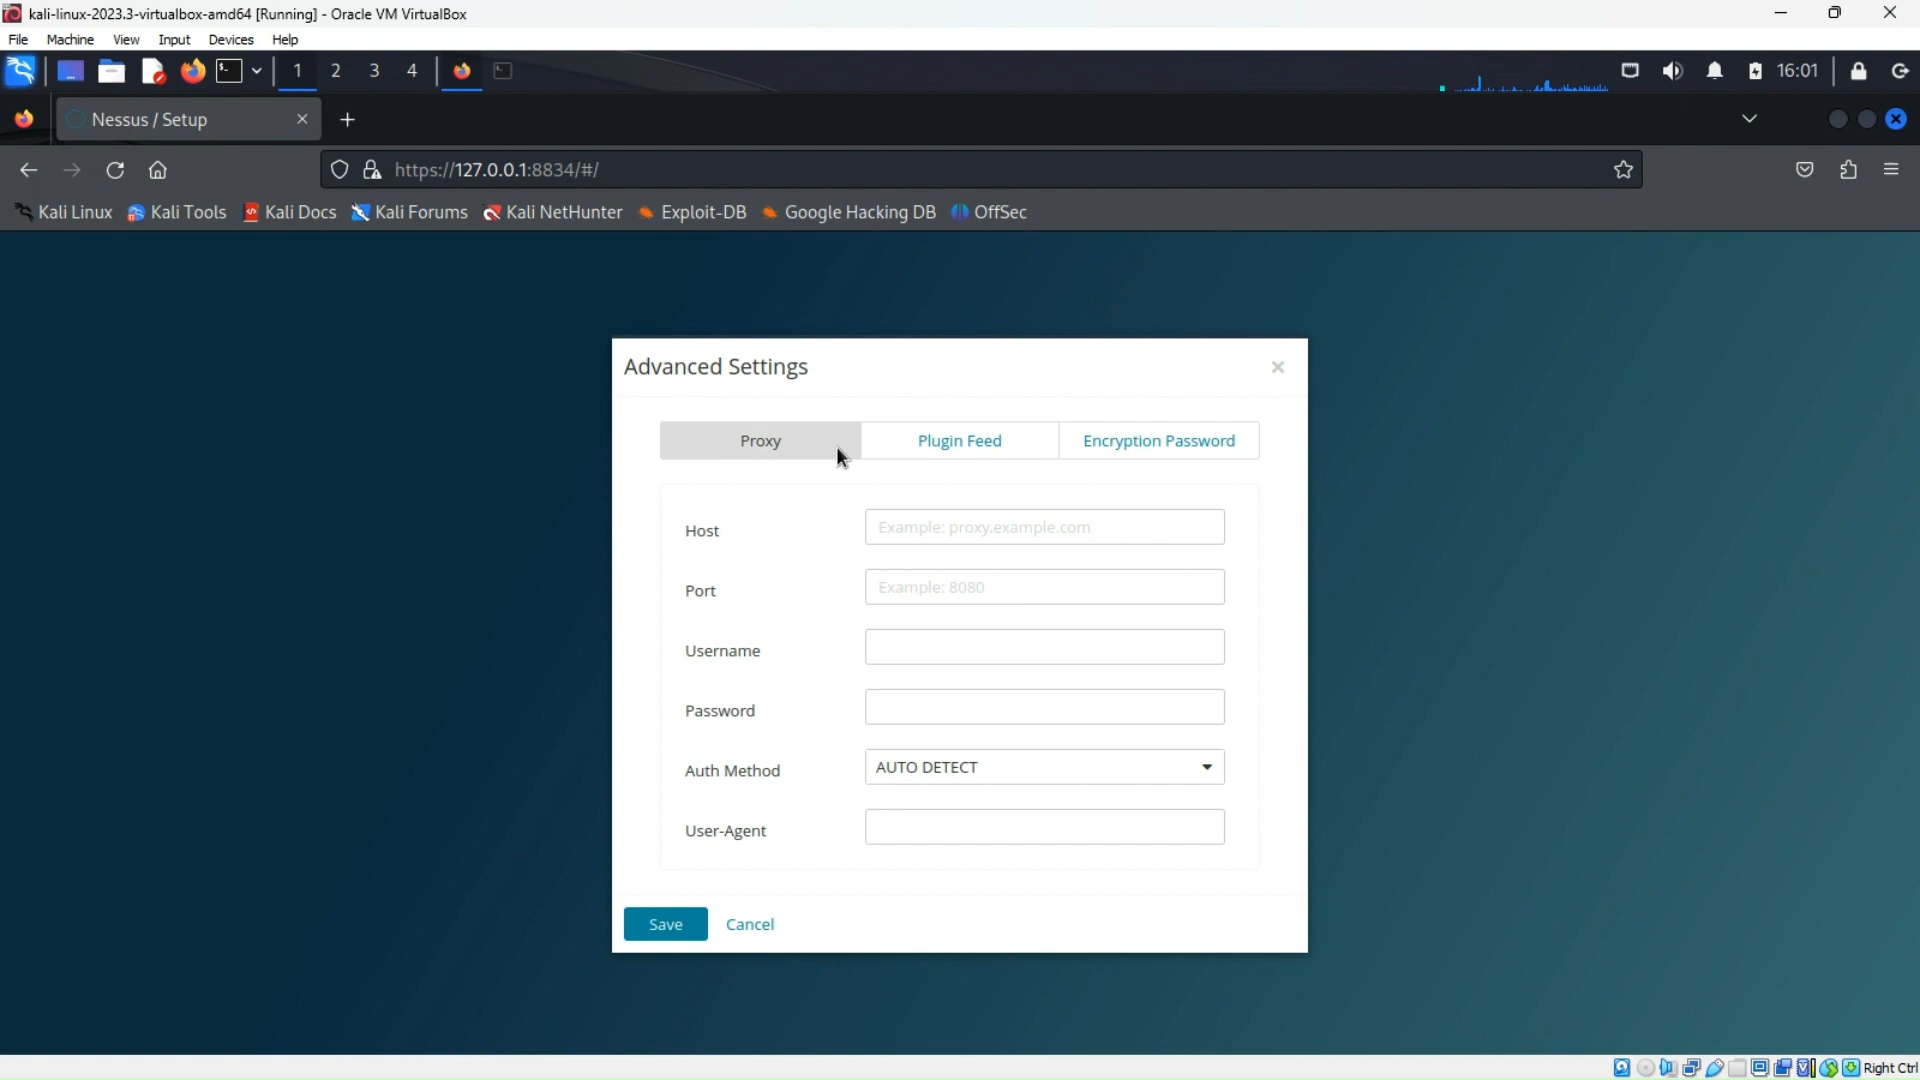 kali-linux-2023.3-virtualbox-amd64 [Running] - Oracle VM VirtualBox
File Machine View Input Devices Help
1 2 3 4 16:01
Nessus / Setup
https://127.0.0.1:8834/#/
Kali Linux Kali Tools Kali Docs Kali Forums Kali NetHunter Exploit-DB Google Hacking DB OffSec
Advanced Settings
Proxy Plugin Feed Encryption Password
Host Example: proxy.example.com
Port Example: 8080
Username
Password
Auth Method AUTO DETECT
User-Agent
Save Cancel
Right Ctrl